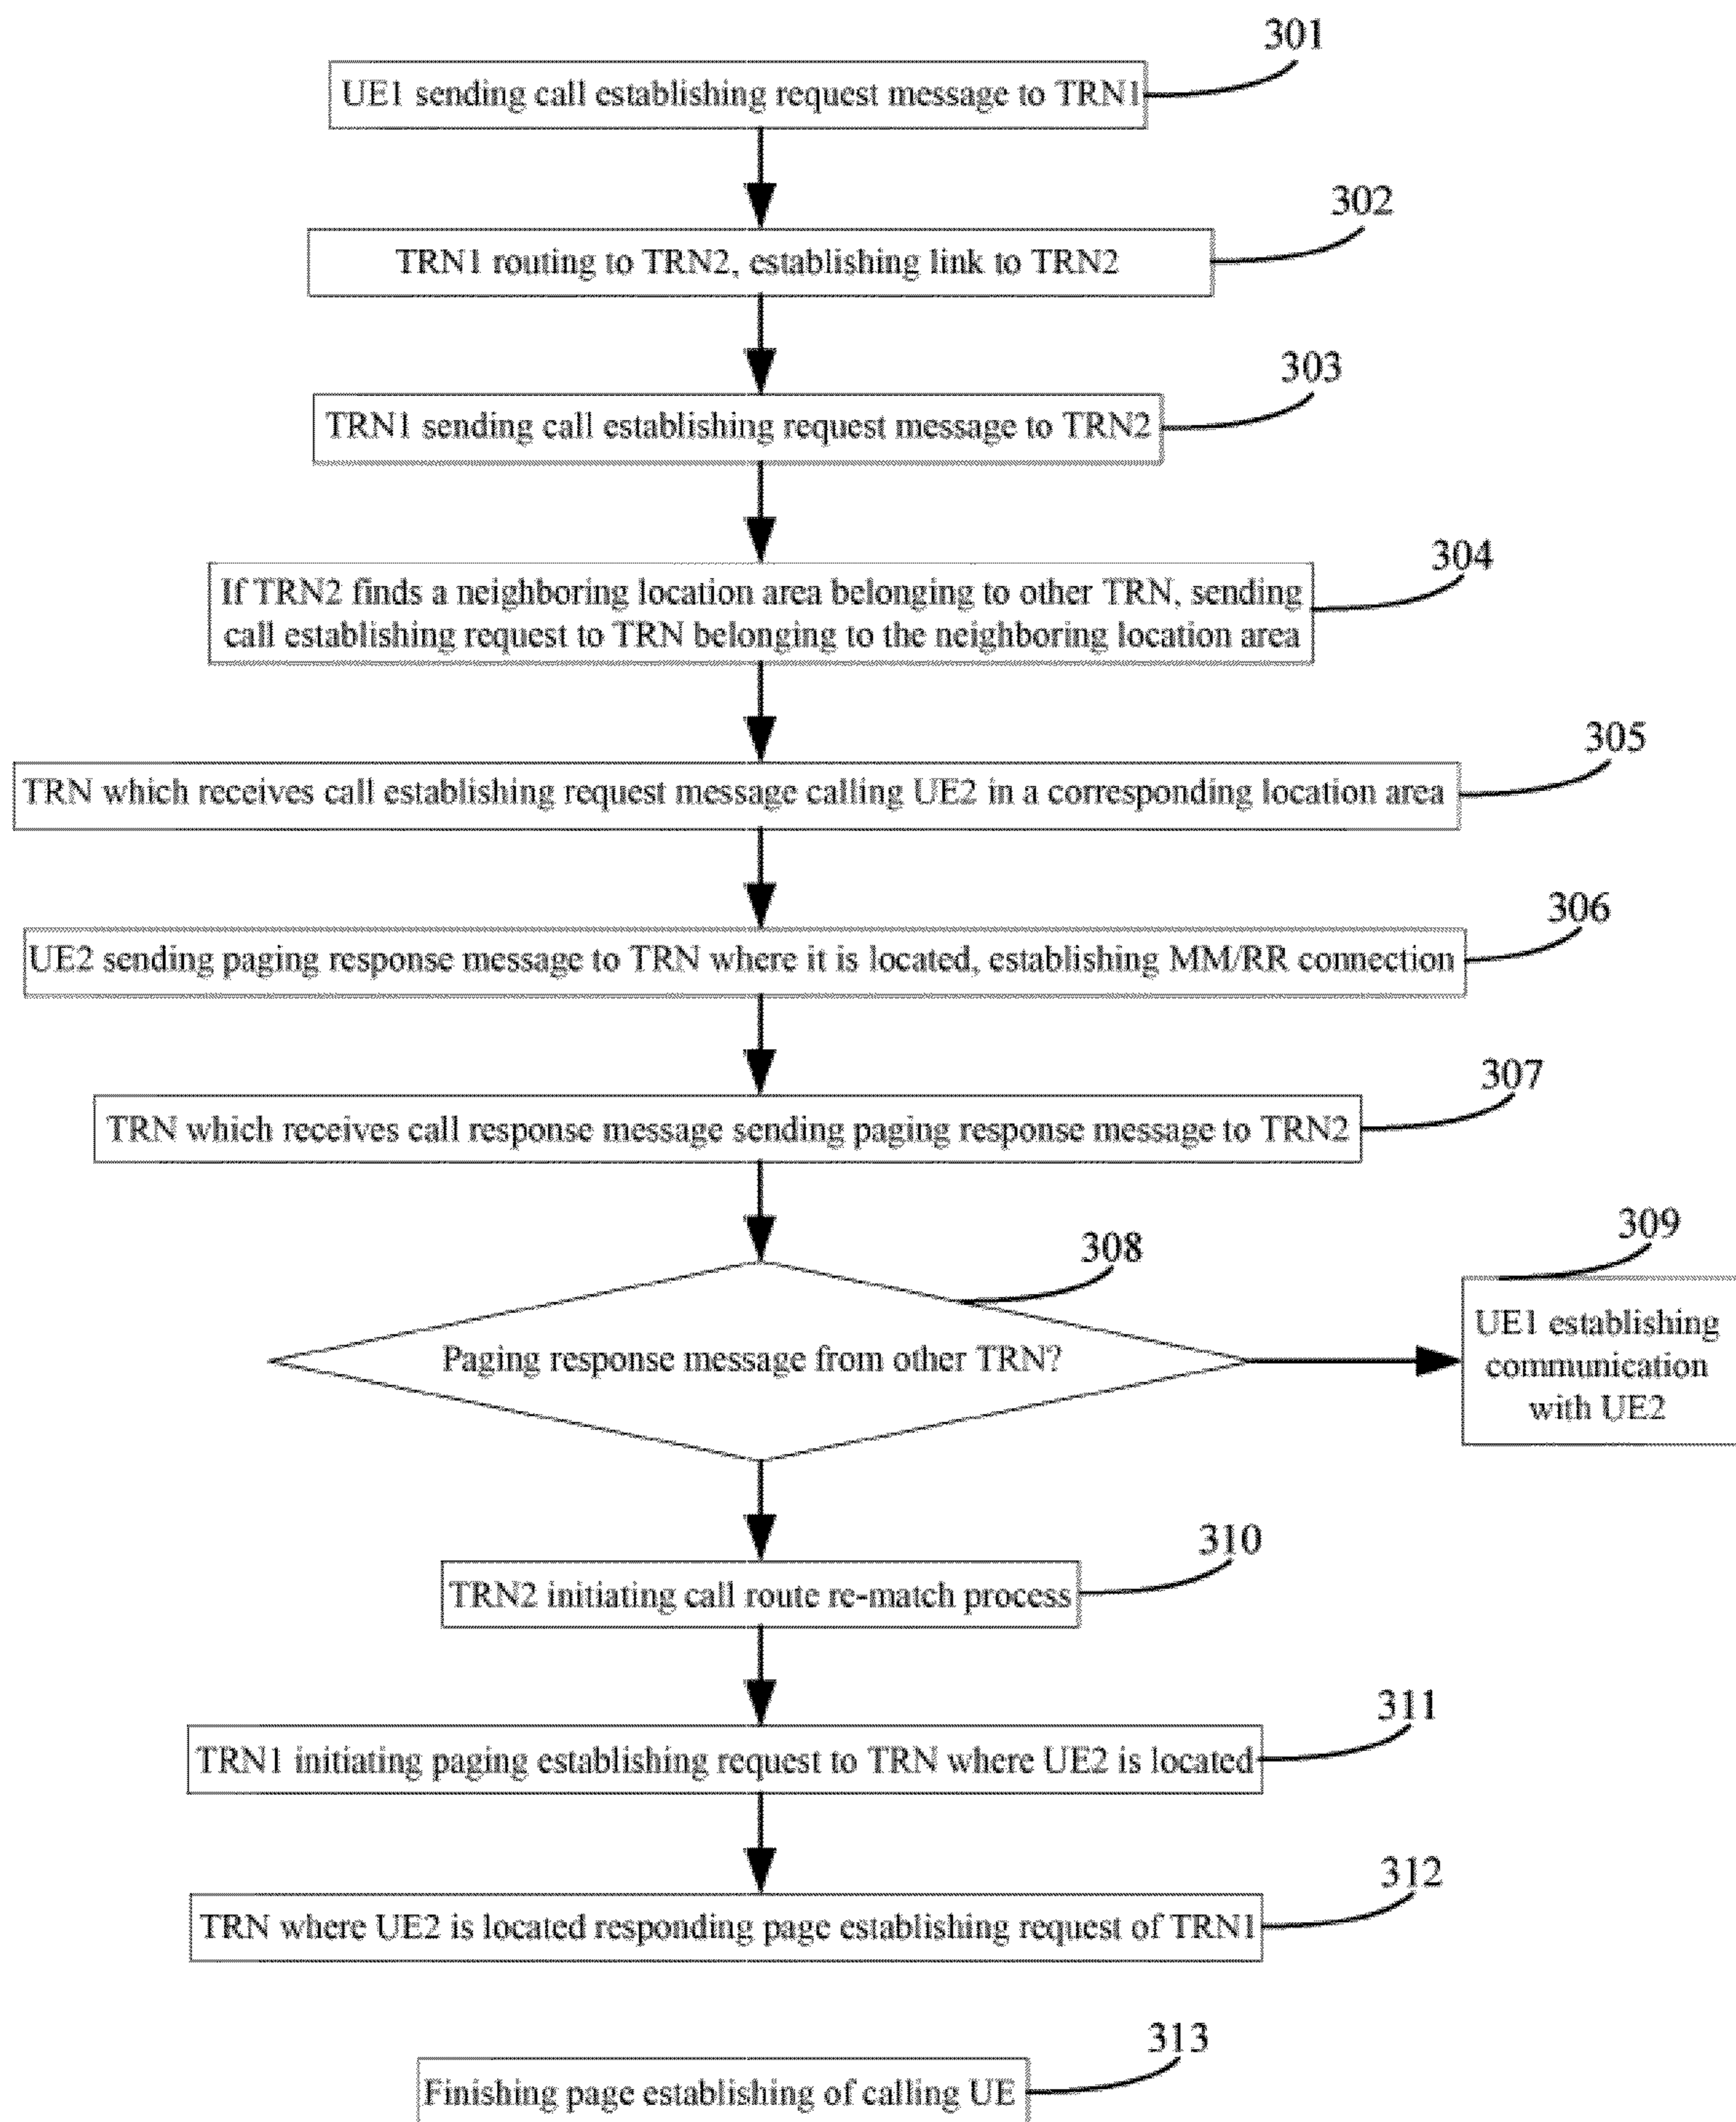 301
UE1 sending call establishing request message to TRN1
302
TRN1 routing to TRN2, establishing link to TRN2
303
TRN1 sending call establishing request message to TRN2
304
If TRN2 finds a neighboring location area belonging to other TRN, sending
call establishing request to TRN belonging to the neighboring location area
305
TRN which receives call establishing request message calling UE2 in a corresponding location area
306
UE2 sending paging response message to TRN where it is located, establishing MM/RR connection
307
TRN which receives call response message sending paging response message to TRN2
308
Paging response message from other TRN?
309
UE1 establishing
communication
with UE2
310
TRN2 initiating call route re-match process
311
TRN1 initiating paging establishing request to TRN where UE2 is located
312
TRN where UE2 is located responding page establishing request of TRN1
313
Finishing page establishing of calling UE